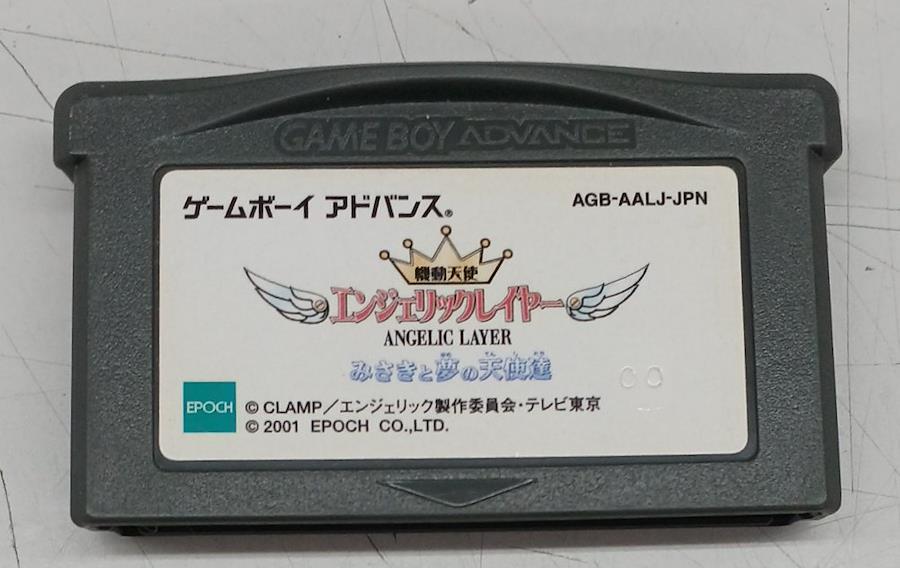 GAME BOY ADVANCE
ゲームボーイ アドバンス® AGB-AALJ-JPN
機動天使
エンジェリックレイヤー
ANGELIC LAYER
みさきと夢の天使達
EPOCH
© CLAMP／エンジェリック製作委員会・テレビ東京
© 2001 EPOCH CO.,LTD.
00